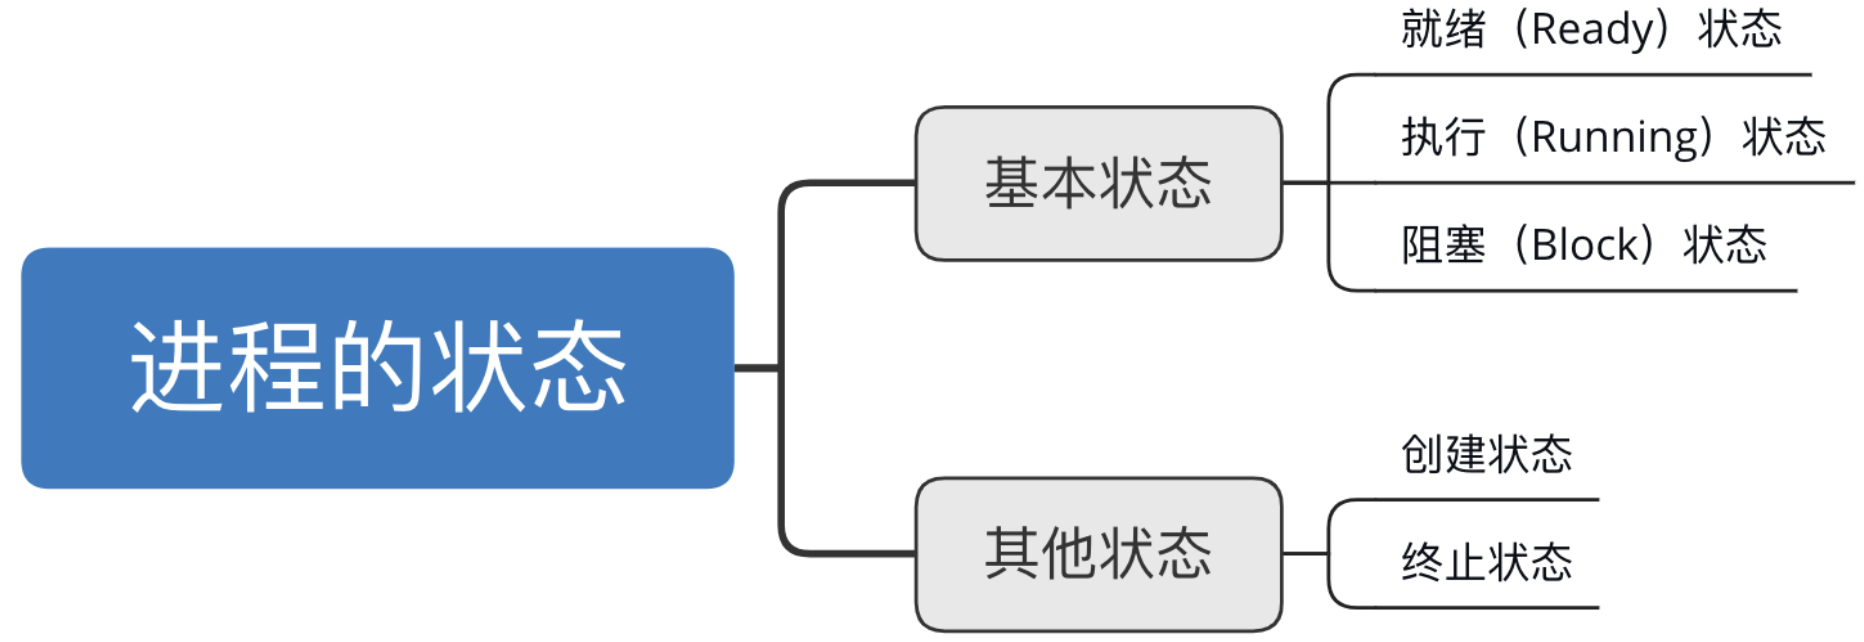 进程的状态
基本状态
就绪（Ready）状态
执行（Running）状态
阻塞（Block）状态
其他状态
创建状态
终止状态